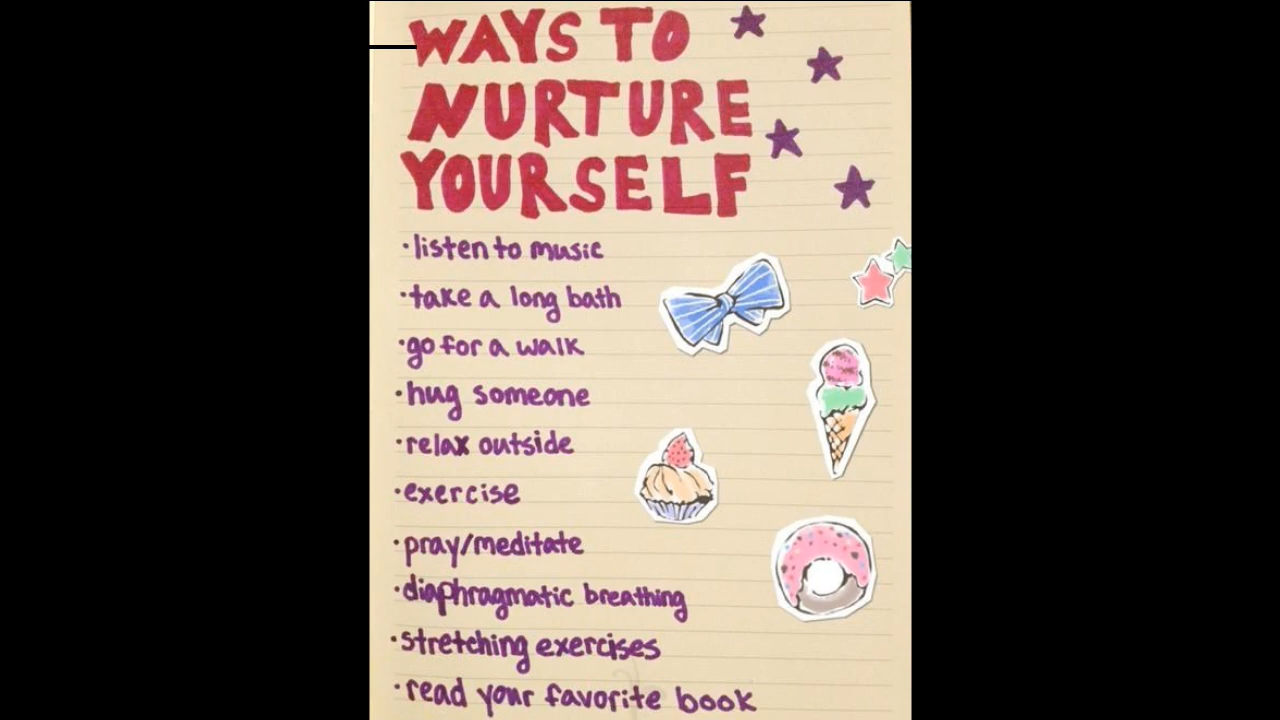 WAYS TO
NURTURE
YOURSELF
·listen to music
·take a long bath
·go for a walk
·hug someone
·relax outside
·exercise
·pray/meditate
·diaphragmatic breathing
·stretching exercises
·read your favorite book